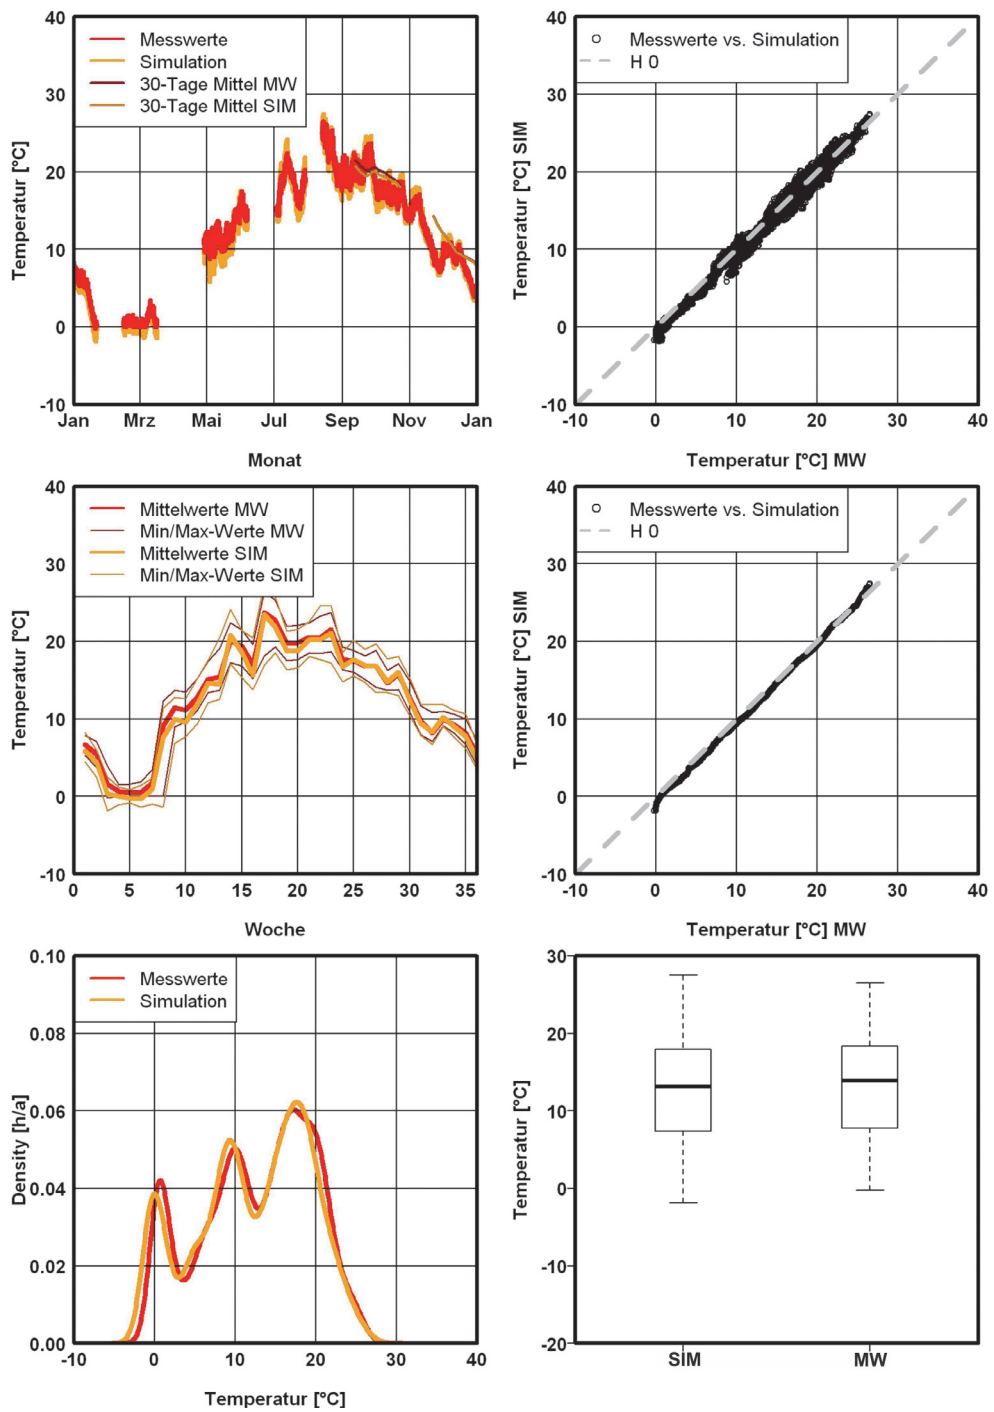 40
30
20
10
0
-10
Temperatur [°C]
Messwerte
Simulation
30-Tage Mittel MW
30-Tage Mittel SIM
Jan Mrz Mai Jul Sep Nov Jan
Monat
40
30
20
10
0
-10
Temperatur [°C] SIM
Messwerte vs. Simulation
H 0
-10 0 10 20 30 40
Temperatur [°C] MW
40
30
20
10
0
-10
Temperatur [°C]
Mittelwerte MW
Min/Max-Werte MW
Mittelwerte SIM
Min/Max-Werte SIM
0 5 10 15 20 25 30 35
Woche
40
30
20
10
0
-10
Temperatur [°C] SIM
Messwerte vs. Simulation
H 0
-10 0 10 20 30 40
Temperatur [°C] MW
0.10
0.08
0.06
0.04
0.02
0.00
Density [h/a]
Messwerte
Simulation
-10 0 10 20 30 40
Temperatur [°C]
30
20
10
0
-10
-20
Temperatur [°C]
SIM MW